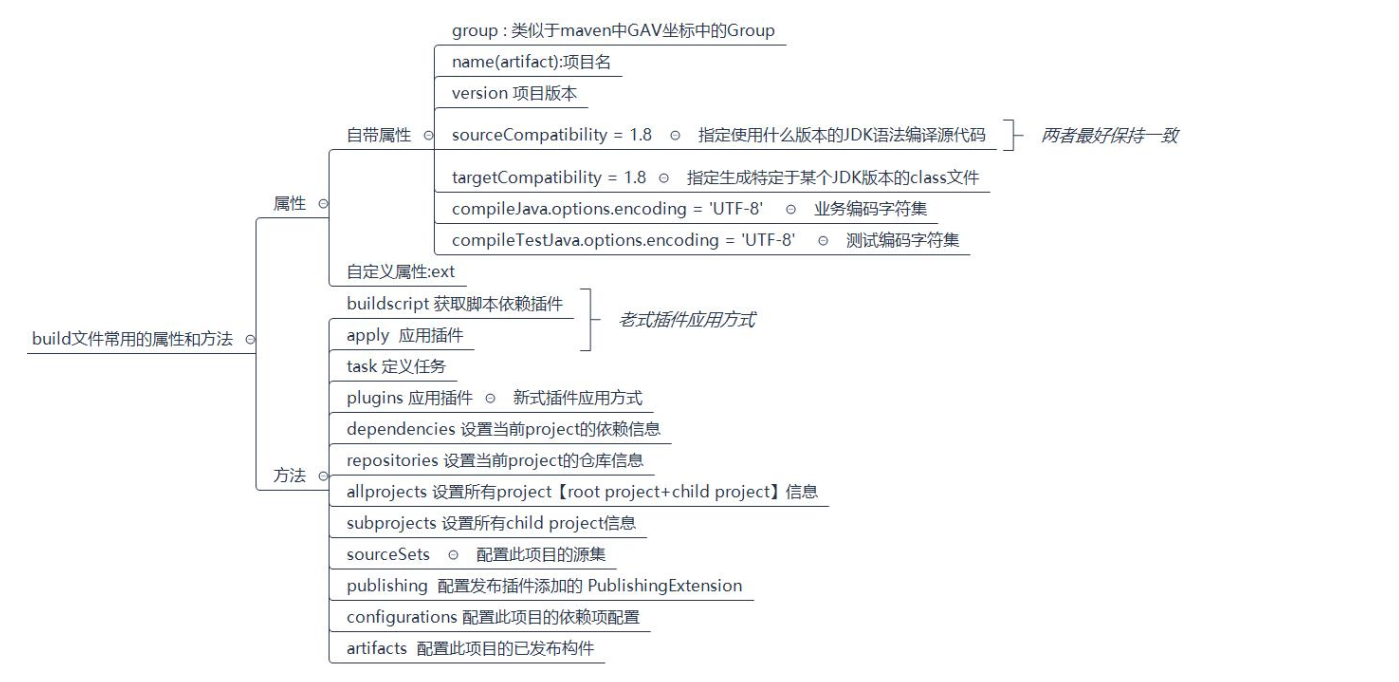 group : 类似于maven中GAV坐标中的Group
name(artifact):项目名
version 项目版本
自带属性
sourceCompatibility = 1.8 指定使用什么版本的JDK语法编译源代码
两者最好保持一致
targetCompatibility = 1.8 指定生成特定于某个JDK版本的class文件
属性
compileJava.options.encoding = 'UTF-8' 业务编码字符集
compileTestJava.options.encoding = 'UTF-8' 测试编码字符集
自定义属性:ext
build文件常用的属性和方法
buildscript 获取脚本依赖插件
老式插件应用方式
apply 应用插件
task 定义任务
plugins 应用插件 新式插件应用方式
dependencies 设置当前project的依赖信息
repositories 设置当前project的仓库信息
方法
allprojects 设置所有project【root project+child project】信息
subprojects 设置所有child project信息
sourceSets 配置此项目的源集
publishing 配置发布插件添加的 PublishingExtension
configurations 配置此项目的依赖项配置
artifacts 配置此项目的已发布构件